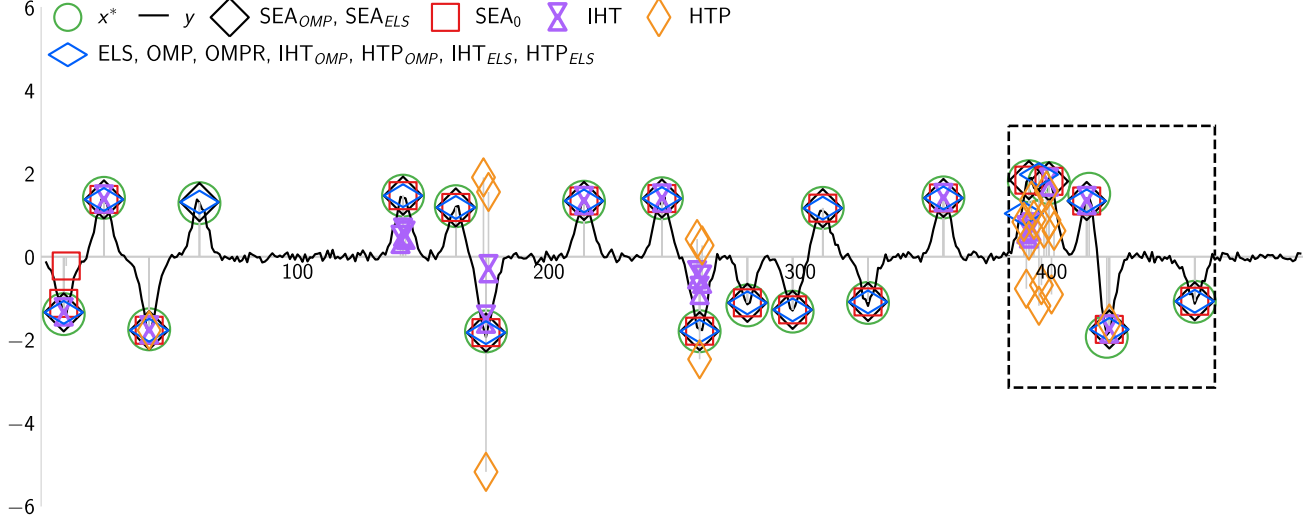 6
x* y SEA_OMP, SEA_ELS SEA_0 IHT HTP
ELS, OMP, OMPR, IHT_OMP, HTP_OMP, IHT_ELS, HTP_ELS
4
2
0
100 200 300 400
−2
−4
−6